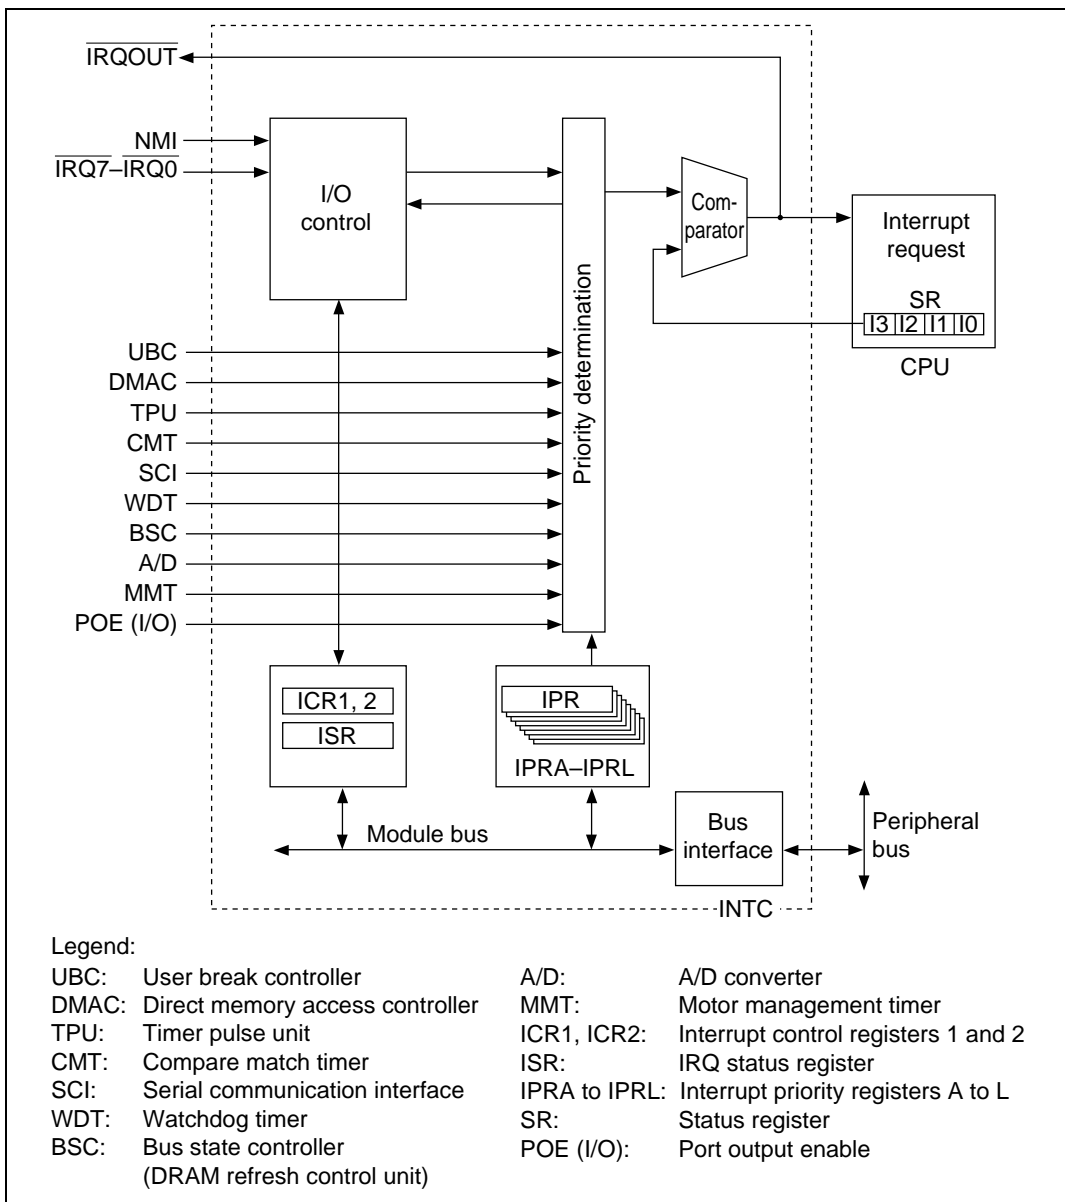 IRQOUT
NMI
IRQ7–IRQ0
I/O
control
Com-
parator
Interrupt
request
SR
I3 I2 I1 I0
CPU
Priority determination
UBC
DMAC
TPU
CMT
SCI
WDT
BSC
A/D
MMT
POE (I/O)
ICR1, 2
ISR
IPR
IPRA–IPRL
Module bus
Bus
interface
Peripheral
bus
INTC
Legend:
UBC: User break controller
DMAC: Direct memory access controller
TPU: Timer pulse unit
CMT: Compare match timer
SCI: Serial communication interface
WDT: Watchdog timer
BSC: Bus state controller
(DRAM refresh control unit)
A/D: A/D converter
MMT: Motor management timer
ICR1, ICR2: Interrupt control registers 1 and 2
ISR: IRQ status register
IPRA to IPRL: Interrupt priority registers A to L
SR: Status register
POE (I/O): Port output enable